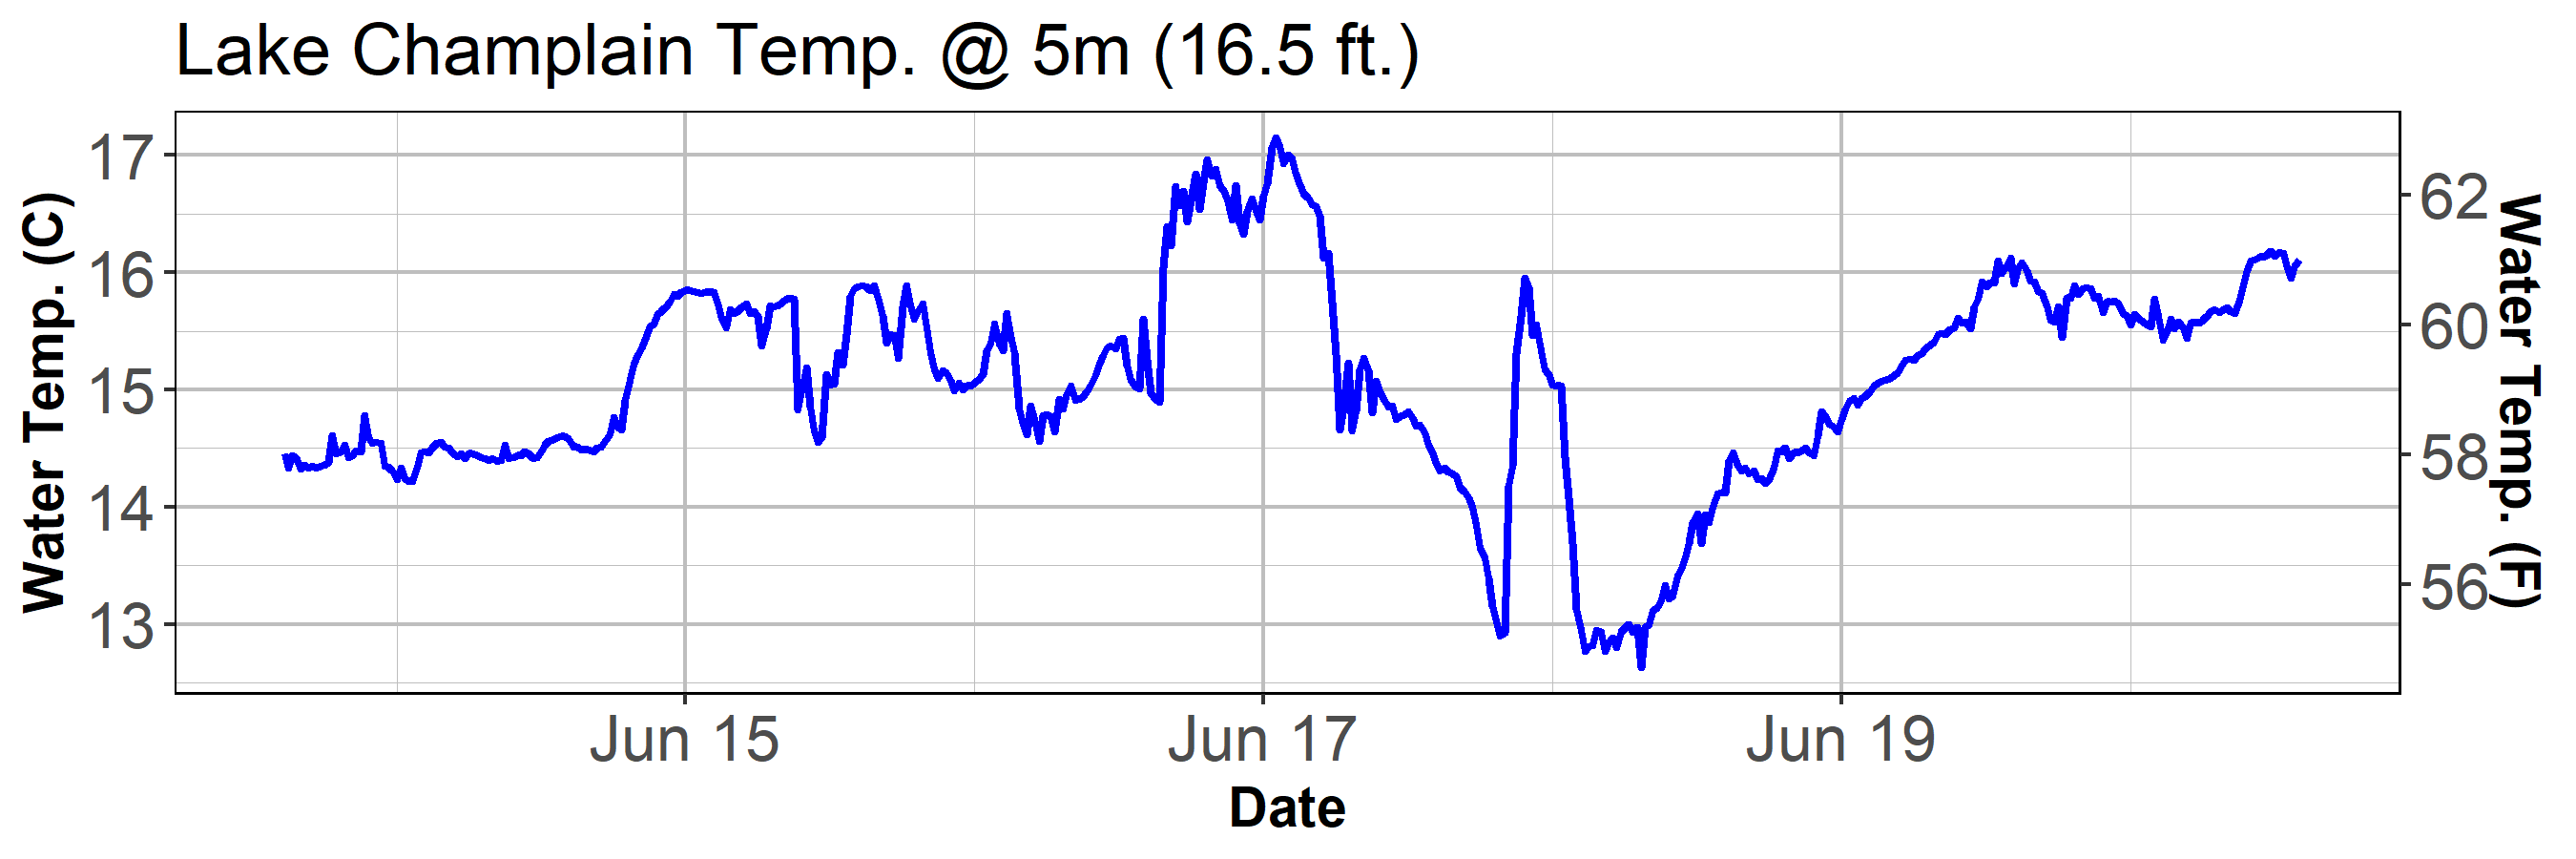 Lake Champlain Temp. @ 5m (16.5 ft.)
Water Temp. (C)
17
16
15
14
13
62
60
58
56
Water Temp. (F)
Jun 15
Jun 17
Jun 19
Date